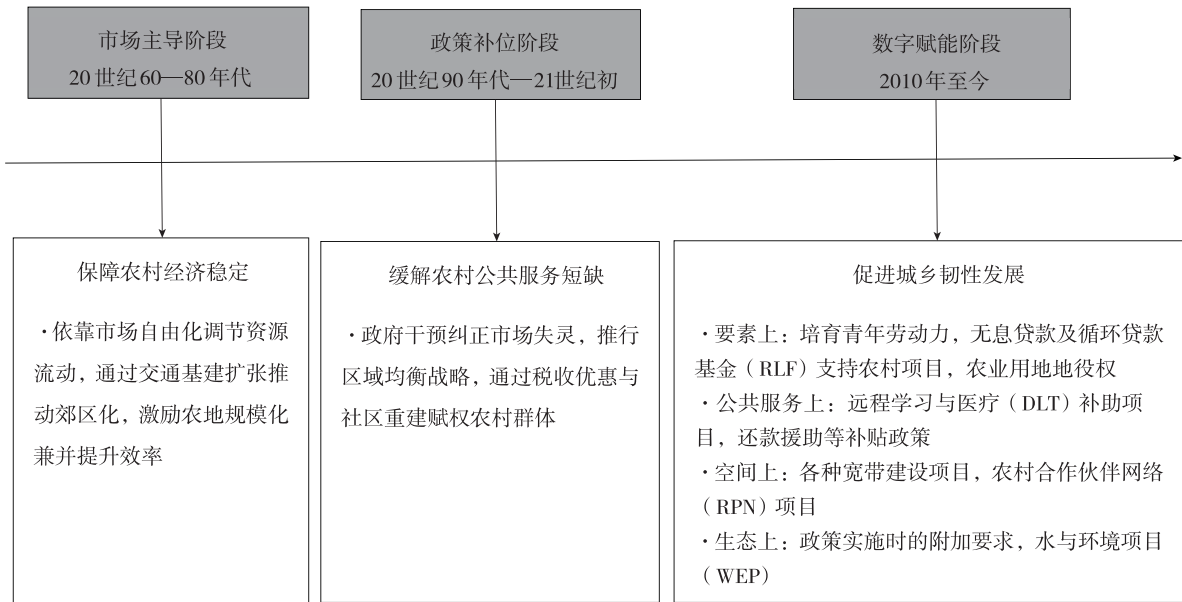 市场主导阶段
20世纪60—80年代
政策补位阶段
20世纪90年代—21世纪初
数字赋能阶段
2010年至今
保障农村经济稳定
·依靠市场自由化调节资源
流动，通过交通基建扩张推
动郊区化，激励农地规模化
兼并提升效率
缓解农村公共服务短缺
·政府干预纠正市场失灵，推行
区域均衡战略，通过税收优惠与
社区重建赋权农村群体
促进城乡韧性发展
·要素上：培育青年劳动力，无息贷款及循环贷款
基金（RLF）支持农村项目，农业用地地役权
·公共服务上：远程学习与医疗（DLT）补助项
目，还款援助等补贴政策
·空间上：各种宽带建设项目，农村合作伙伴网络
（RPN）项目
·生态上：政策实施时的附加要求，水与环境项目
（WEP）